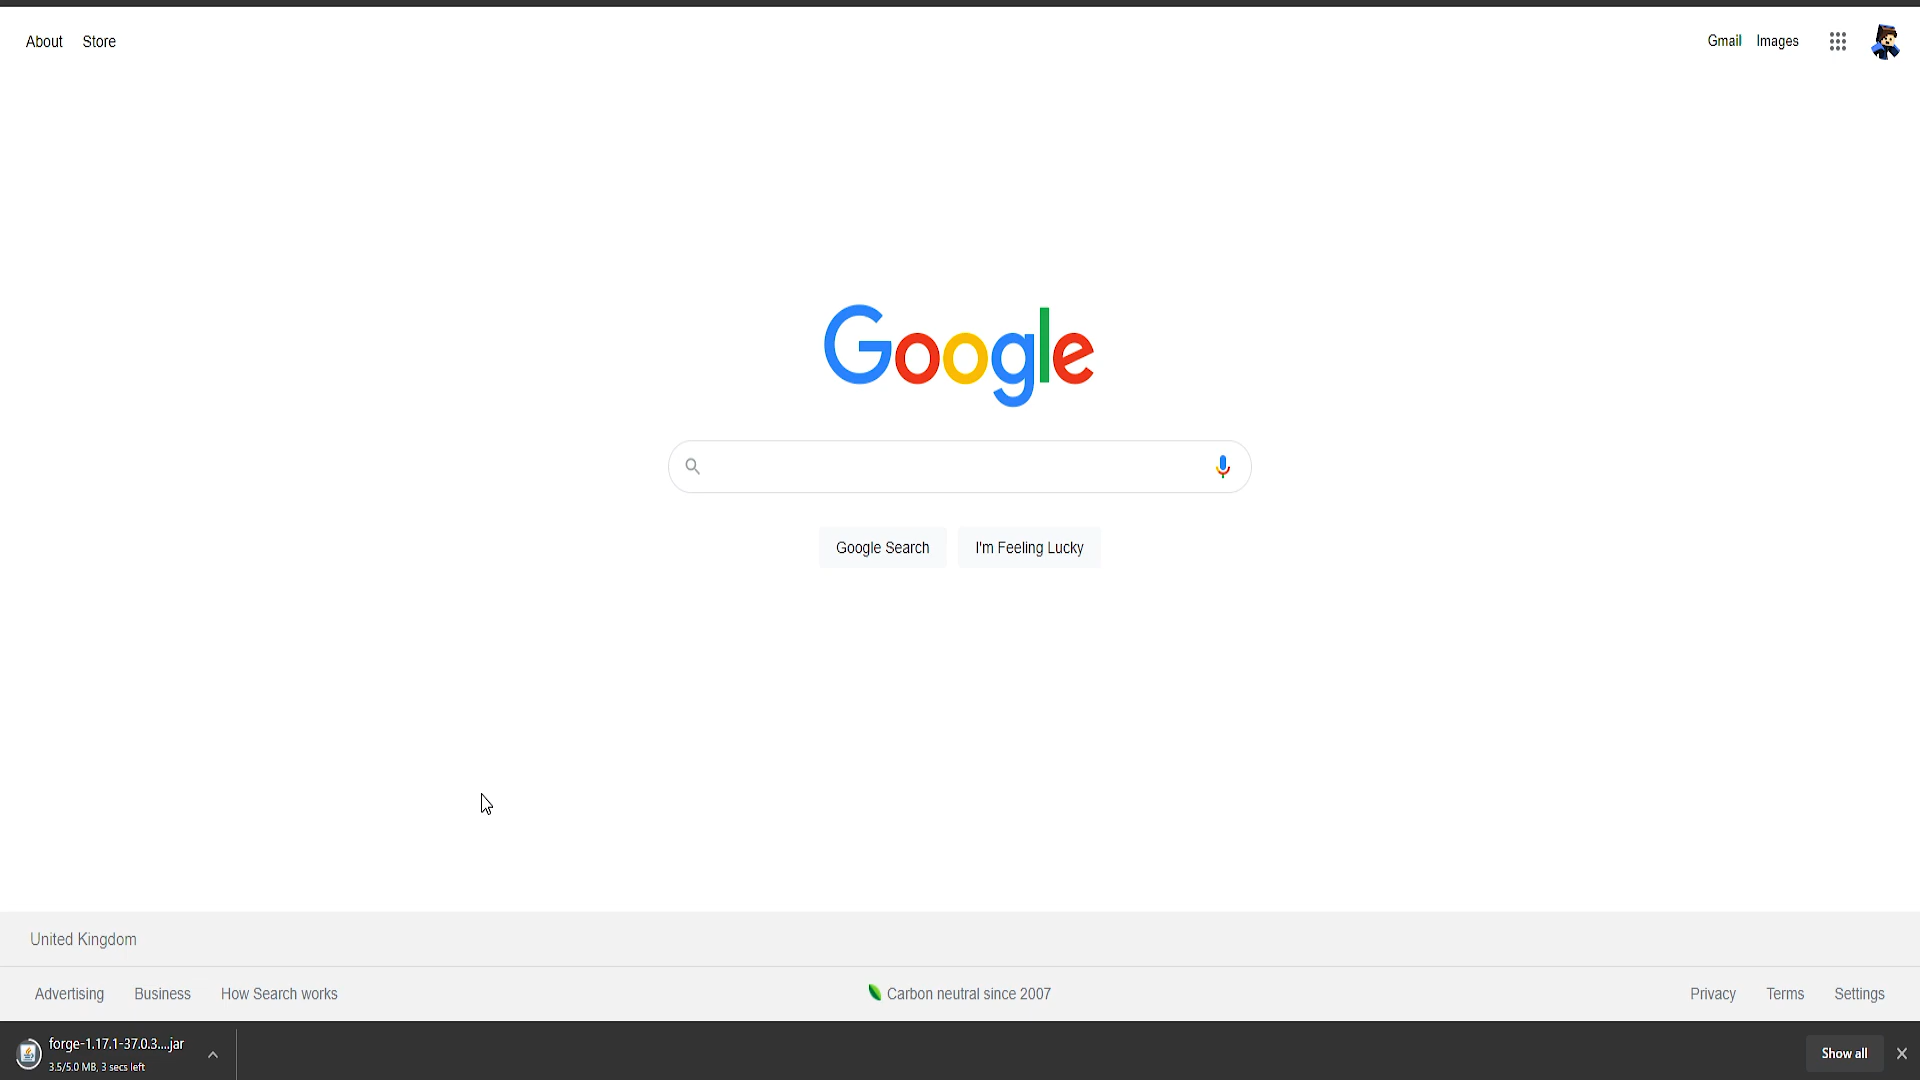 About Store
Gmail Images
Google
Google Search I'm Feeling Lucky
United Kingdom
Advertising Business How Search works
Carbon neutral since 2007
Privacy Terms Settings
forge-1.17.1-37.0.3....jar
3.5/5.0 MB, 3 secs left
Show all